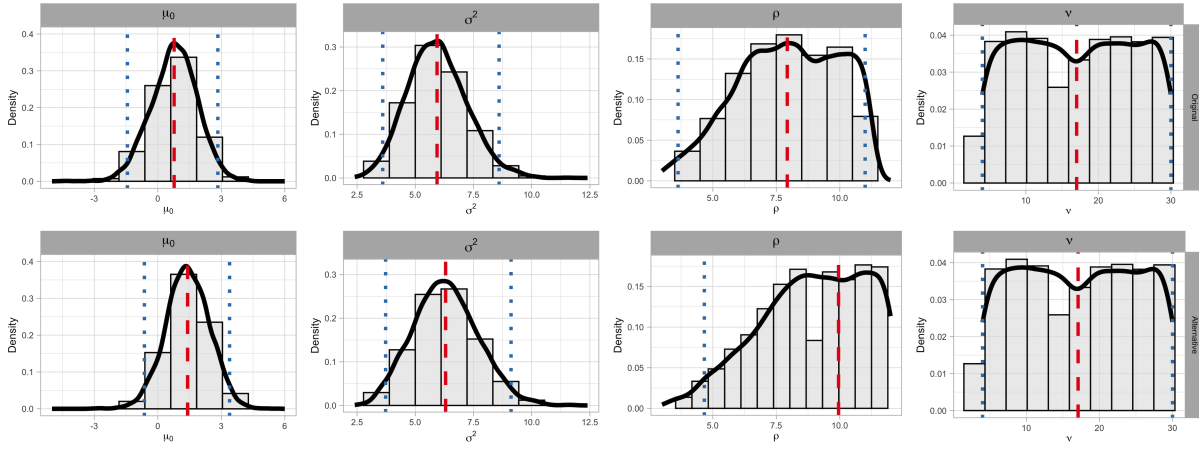 μ0 σ2 ρ ν
Density 0.4 0.3 0.2 0.1 0.0
-3 0 3 6
μ0
Density 0.3 0.2 0.1 0.0
2.5 5.0 7.5 10.0 12.5
σ2
Density 0.15 0.10 0.05 0.00
5.0 7.5 10.0
ρ
Density 0.04 0.03 0.02 0.01 0.00
10 20 30
ν
Original
μ0 σ2 ρ ν
Density 0.4 0.3 0.2 0.1 0.0
-3 0 3 6
μ0
Density 0.3 0.2 0.1 0.0
2.5 5.0 7.5 10.0 12.5
σ2
Density 0.15 0.10 0.05 0.00
5.0 7.5 10.0
ρ
Density 0.04 0.03 0.02 0.01 0.00
10 20 30
ν
Alternative